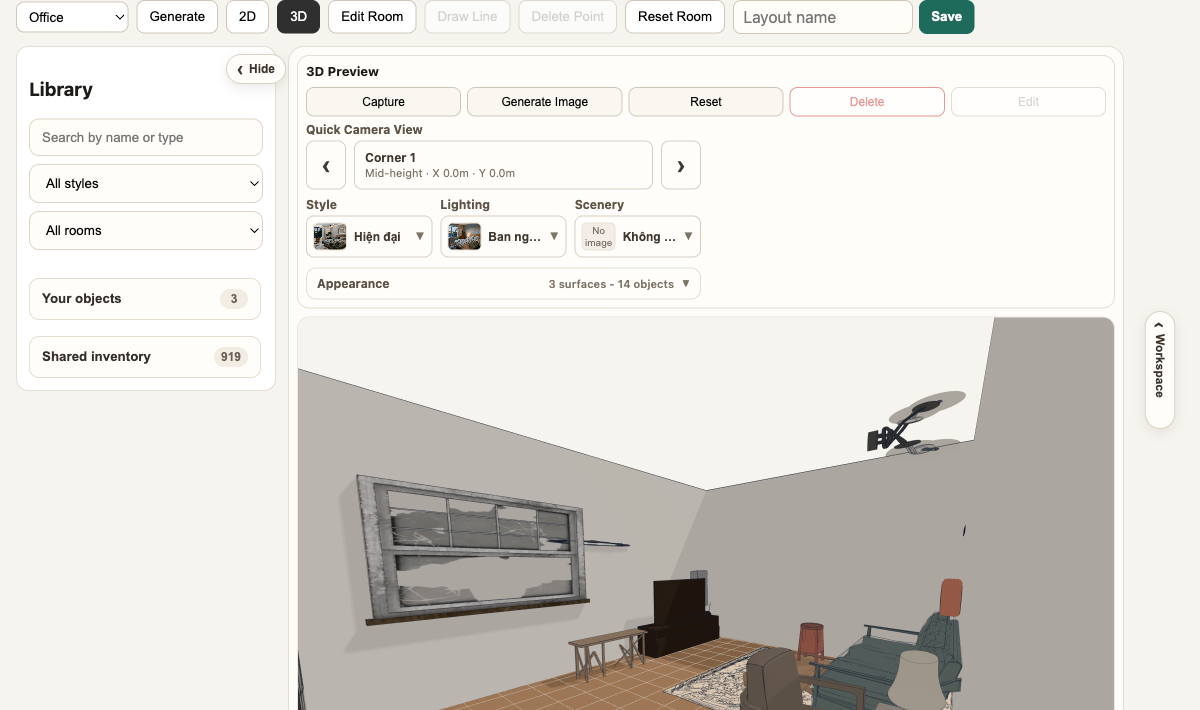 Office
Generate
2D
3D
Edit Room
Draw Line
Delete Point
Reset Room
Layout name
Save
Hide
Library
Search by name or type
All styles
All rooms
Your objects 3
Shared inventory 919
3D Preview
Capture
Generate Image
Reset
Delete
Edit
Quick Camera View
Corner 1
Mid-height · X 0.0m · Y 0.0m
Style
Lighting
Scenery
Hiện đại
Ban ng...
No
image
Không ...
Appearance 3 surfaces - 14 objects
Workspace